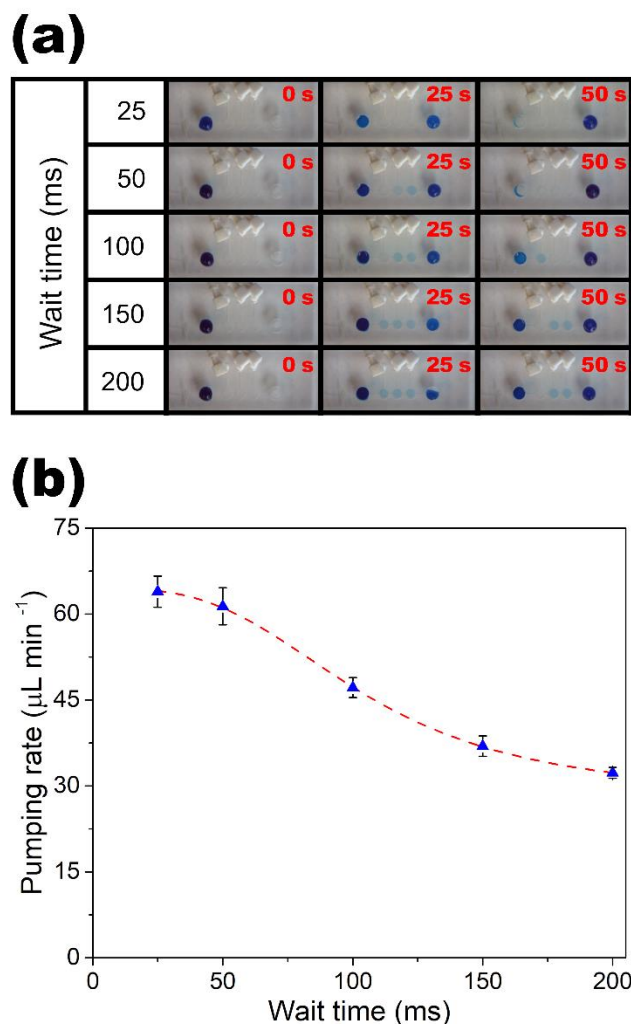 (a)
Wait time (ms)
25 0 s 25 s 50 s
50 0 s 25 s 50 s
100 0 s 25 s 50 s
150 0 s 25 s 50 s
200 0 s 25 s 50 s
(b)
Pumping rate (µL min⁻¹)
75
60
45
30
15
0
0 50 100 150 200
Wait time (ms)